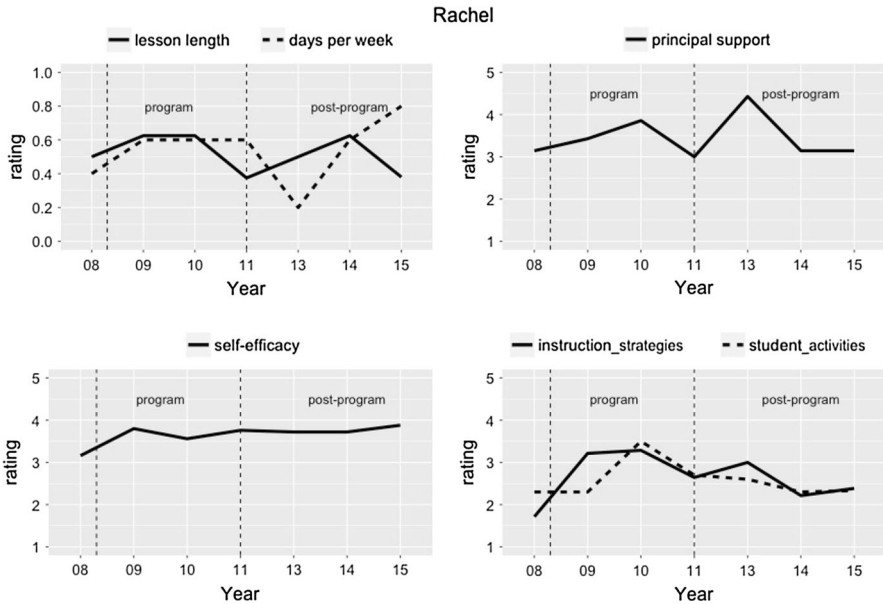 Rachel
lesson length days per week
principal support
1.0
0.8
0.6
0.4
0.2
0.0
rating
program post-program
08 09 10 11 13 14 15
Year
5
4
3
2
1
rating
program post-program
08 09 10 11 13 14 15
Year
self-efficacy
instruction_strategies student_activities
5
4
3
2
1
rating
program post-program
08 09 10 11 13 14 15
Year
5
4
3
2
1
rating
program post-program
08 09 10 11 13 14 15
Year